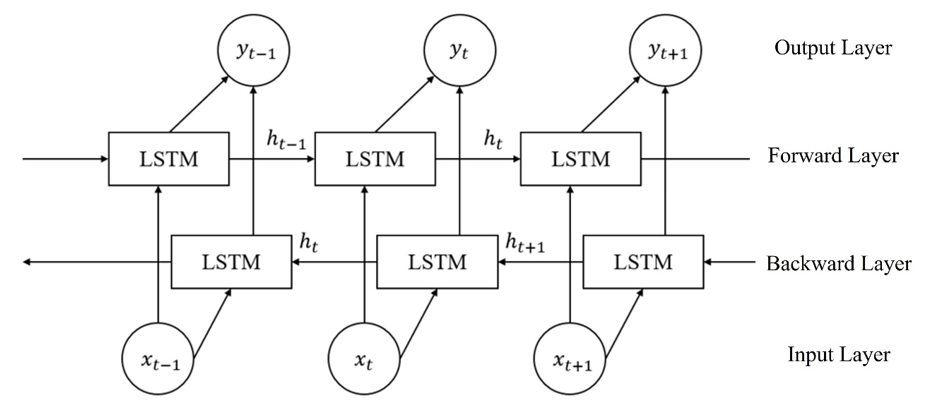 y_{t-1} y_t y_{t+1} Output Layer
h_{t-1} h_t
LSTM LSTM LSTM Forward Layer
h_t h_{t+1}
LSTM LSTM LSTM Backward Layer
x_{t-1} x_t x_{t+1} Input Layer